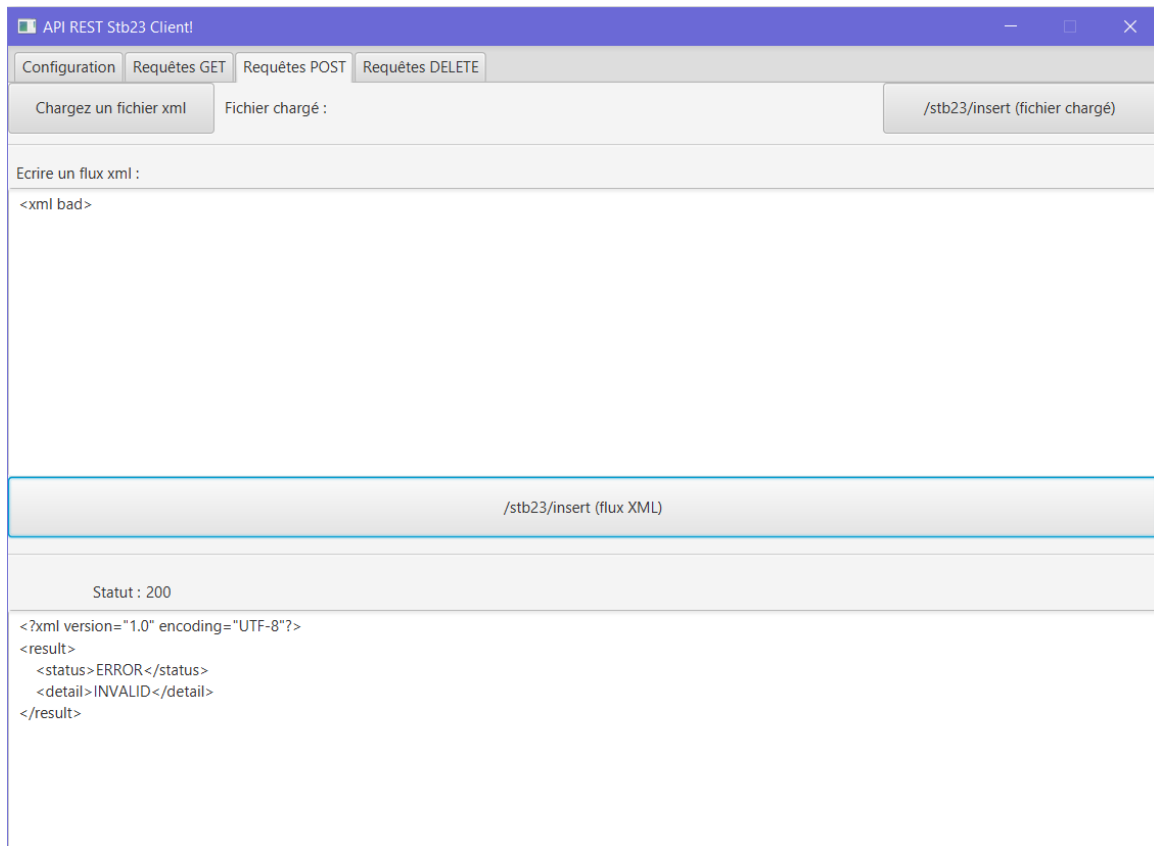 API REST Stb23 Client!
Configuration Requêtes GET Requêtes POST Requêtes DELETE
Chargez un fichier xml Fichier chargé : /stb23/insert (fichier chargé)
Ecrire un flux xml :
<xml bad>
/stb23/insert (flux XML)
Statut : 200
<?xml version="1.0" encoding="UTF-8"?>
<result>
<status>ERROR</status>
<detail>INVALID</detail>
</result>